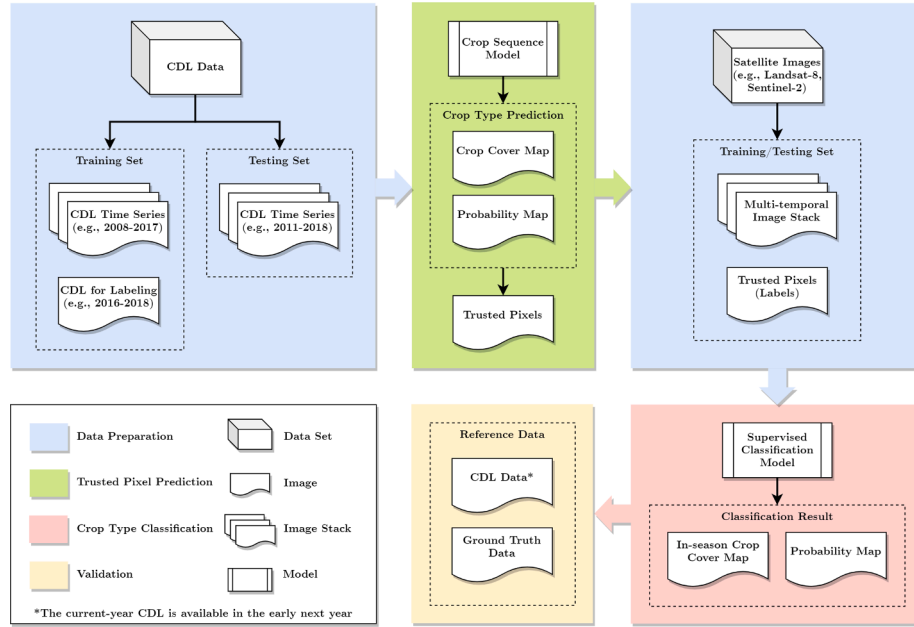 CDL Data
Training Set
CDL Time Series
(e.g., 2008-2017)
CDL for Labeling
(e.g., 2016-2018)
Testing Set
CDL Time Series
(e.g., 2011-2018)
Crop Sequence
Model
Crop Type Prediction
Crop Cover Map
Probability Map
Trusted Pixels
Satellite Images
(e.g., Landsat-8,
Sentinel-2)
Training/Testing Set
Multi-temporal
Image Stack
Trusted Pixels
(Labels)
Supervised
Classification
Model
Classification Result
In-season Crop
Cover Map
Probability Map
Reference Data
CDL Data*
Ground Truth
Data
Data Preparation
Data Set
Trusted Pixel Prediction
Image
Crop Type Classification
Image Stack
Validation
Model
*The current-year CDL is available in the early next year